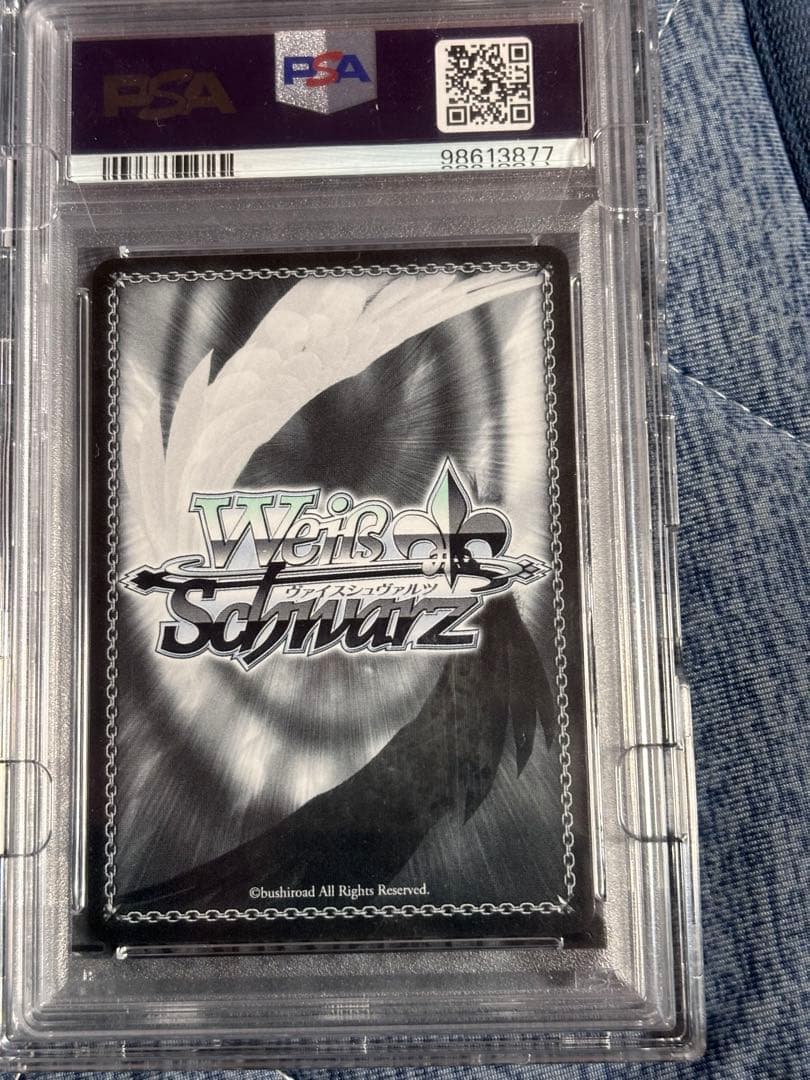 PSA
PSA
98613877
Weiß
ヴァイスシュヴァルツ
Schwarz
©bushiroad All Rights Reserved.